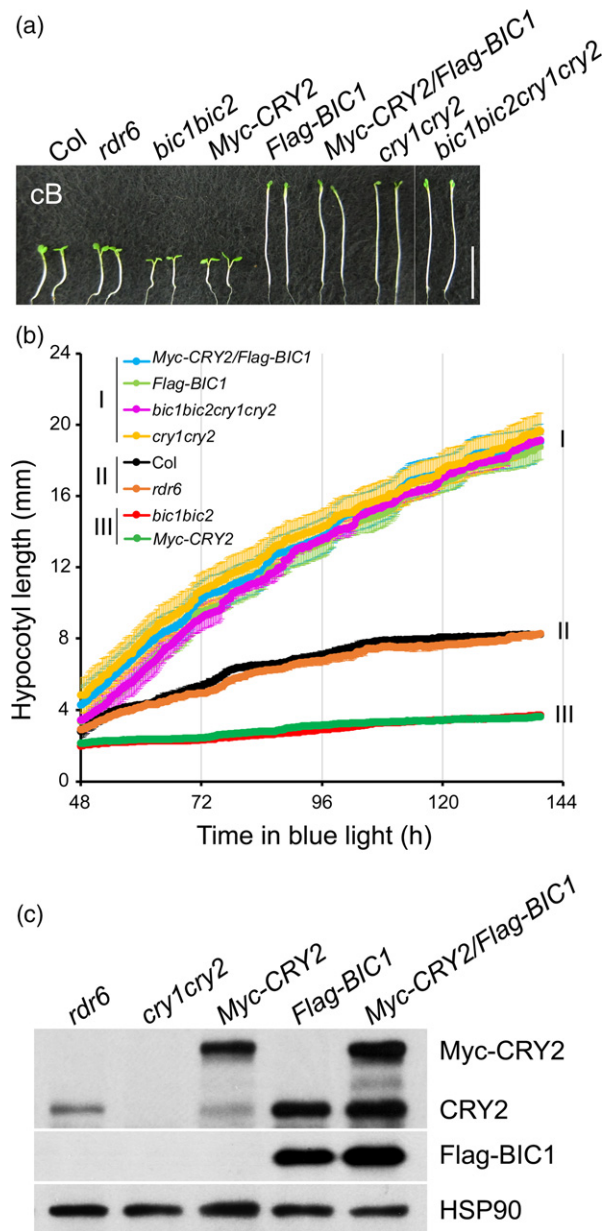 (a)
Col
rdr6
bic1bic2
Myc-CRY2
Flag-BIC1
Myc-CRY2/Flag-BIC1
cry1cry2
bic1bic2cry1cry2
cB
(b)
24
20
16
12
8
4
0
Hypocotyl length (mm)
I
Myc-CRY2/Flag-BIC1
Flag-BIC1
bic1bic2cry1cry2
cry1cry2
II
Col
rdr6
III
bic1bic2
Myc-CRY2
I
II
III
48
72
96
120
144
Time in blue light (h)
(c)
rdr6
cry1cry2
Myc-CRY2
Flag-BIC1
Myc-CRY2/Flag-BIC1
Myc-CRY2
CRY2
Flag-BIC1
HSP90